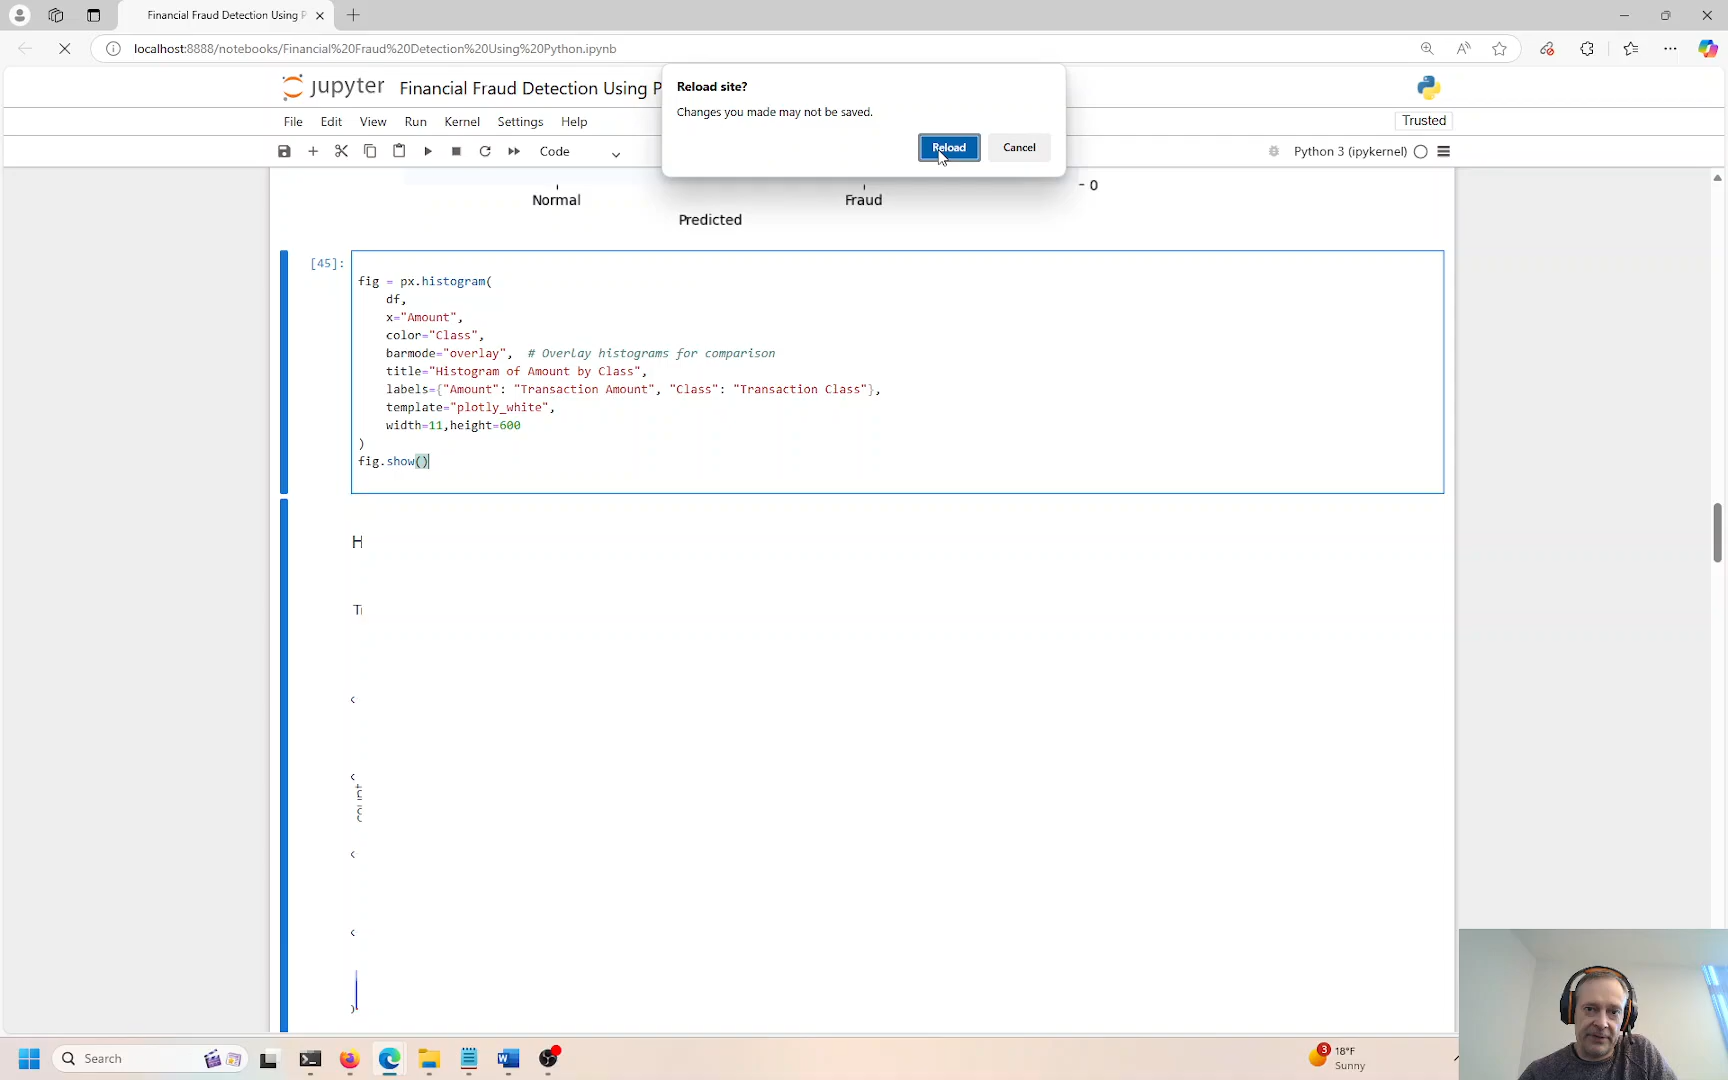 Financial Fraud Detection Using P
localhost:8888/notebooks/Financial%20Fraud%20Detection%20Using%20Python.ipynb
jupyter Financial Fraud Detection Using P
Reload site?
Changes you made may not be saved.
Reload Cancel
File Edit View Run Kernel Settings Help
Trusted
Code
Python 3 (ipykernel)
0
Normal Fraud
Predicted
[45]:
fig = px.histogram(
df,
x="Amount",
color="Class",
barmode="overlay", # Overlay histograms for comparison
title="Histogram of Amount by Class",
labels={"Amount": "Transaction Amount", "Class": "Transaction Class"},
template="plotly_white",
width=11,height=600
)
fig.show()
H
Search
3
18°F
Sunny